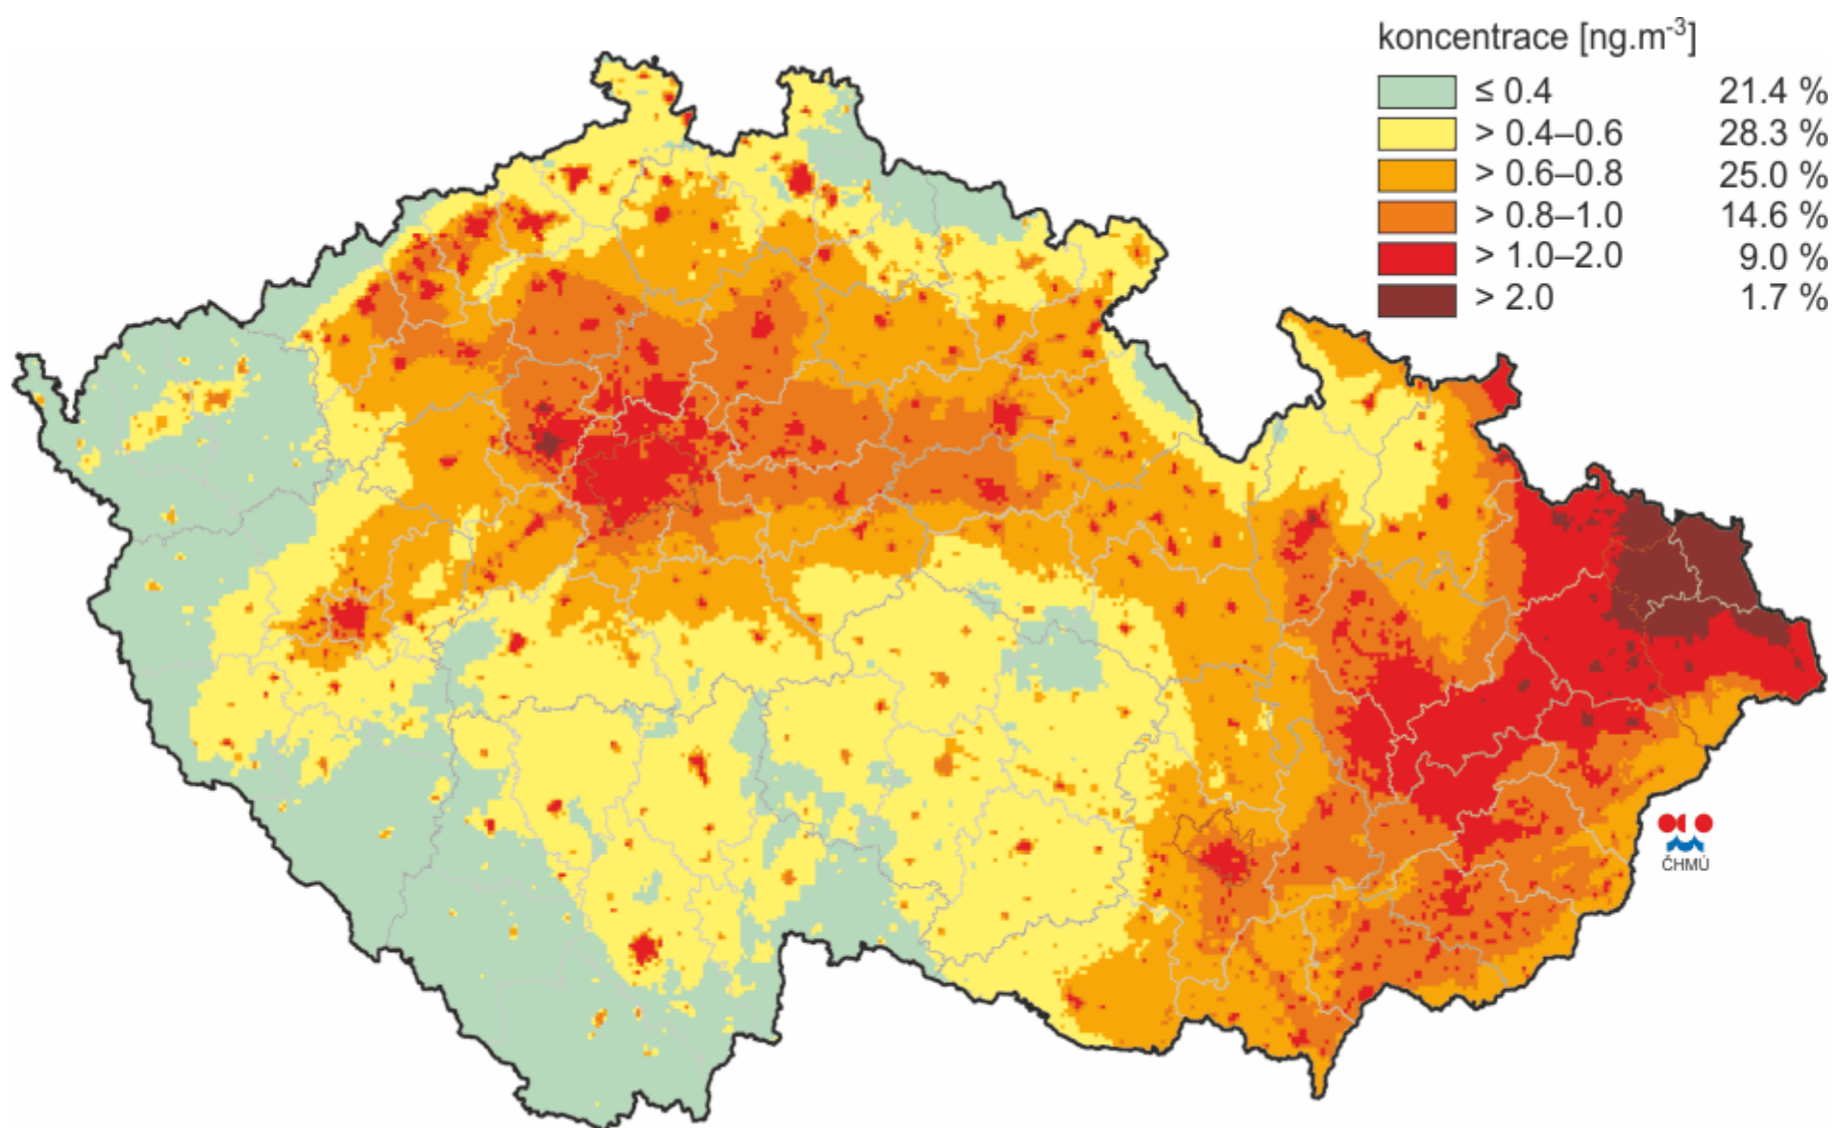 koncentrace [ng.m⁻³]
≤ 0.4 21.4 %
> 0.4–0.6 28.3 %
> 0.6–0.8 25.0 %
> 0.8–1.0 14.6 %
> 1.0–2.0 9.0 %
> 2.0 1.7 %
ČHMÚ